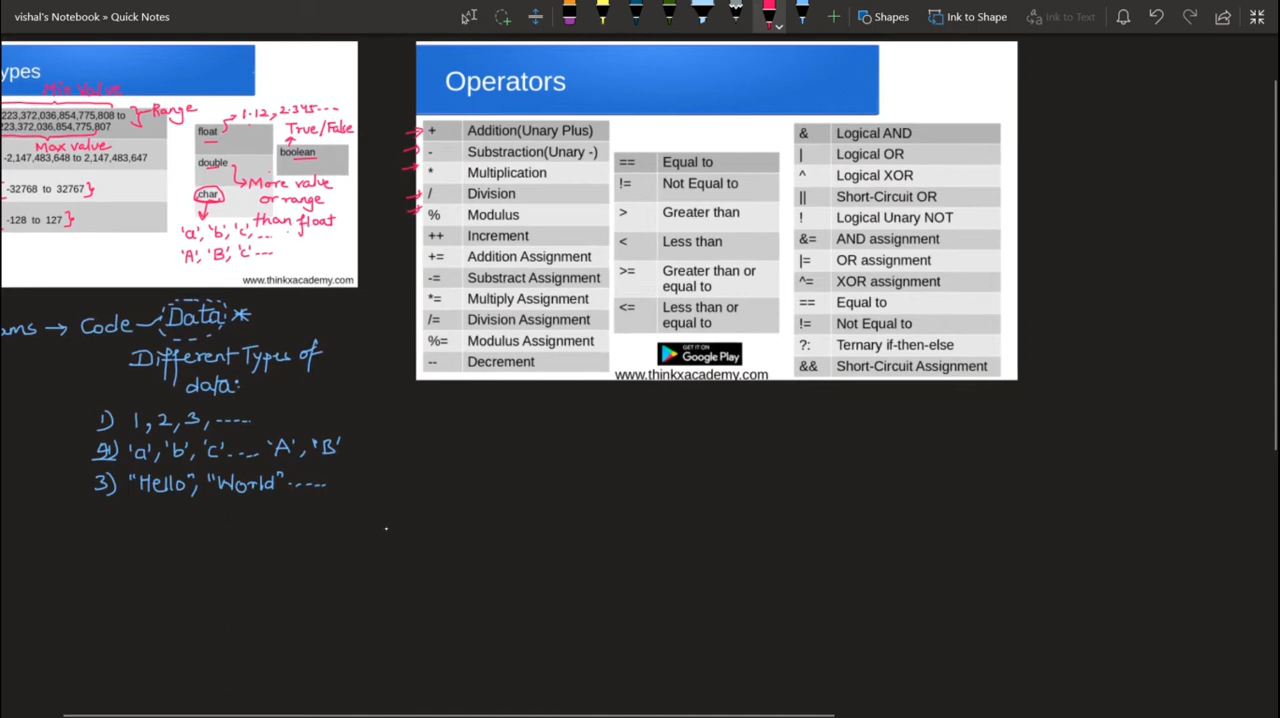 vishal's Notebook » Quick Notes
Shapes
Ink to Shape
Ink to Text
ypes
Min Value
223,372,036,854,775,808 to
223,372,036,854,775,807
Range
Max value
-2,147,483,648 to 2,147,483,647
-32768 to 32767
-128 to 127
1.12, 2.345...
float
True/False
boolean
double
More value
or range
than float
char
'a', 'b', 'c', ...
'A', 'B', 'c' ...
www.thinkxacademy.com
ams → Code
Data *
Different Types of
data:
1) 1, 2, 3, -----
'a', 'b', 'c' .... 'A', 'B'
3) "Hello", "World" -----
Operators
+ Addition(Unary Plus)
- Substraction(Unary -)
* Multiplication
/ Division
% Modulus
++ Increment
+= Addition Assignment
-= Substract Assignment
*= Multiply Assignment
/= Division Assignment
%= Modulus Assignment
-- Decrement
== Equal to
!= Not Equal to
> Greater than
< Less than
>= Greater than or
equal to
<= Less than or
equal to
GET IT ON
Google Play
www.thinkxacademy.com
& Logical AND
| Logical OR
^ Logical XOR
|| Short-Circuit OR
! Logical Unary NOT
&= AND assignment
|= OR assignment
^= XOR assignment
== Equal to
!= Not Equal to
?: Ternary if-then-else
&& Short-Circuit Assignment